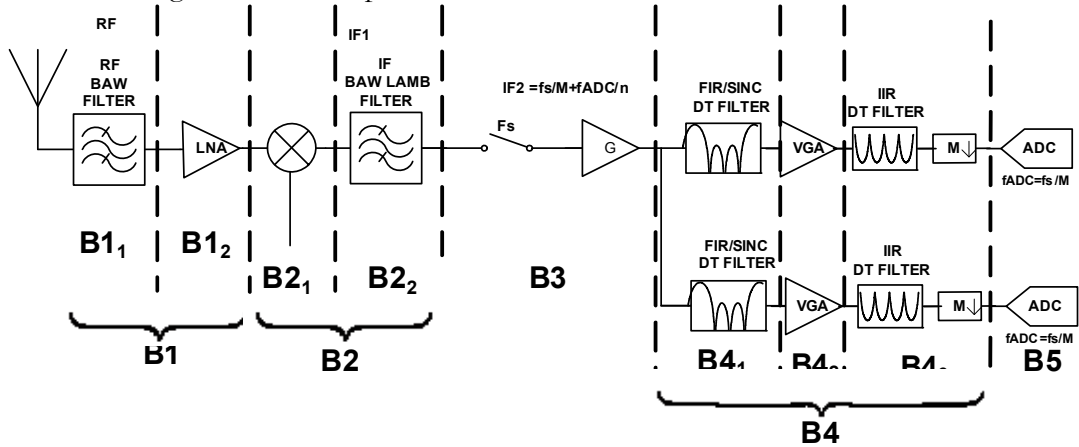 RF
RF
BAW
FILTER
LNA
IF1
IF
BAW LAMB
FILTER
IF2 =fs/M+fADC/n
Fs
G
FIR/SINC
DT FILTER
VGA
IIR
DT FILTER
M↓
ADC
fADC=fs/M
FIR/SINC
DT FILTER
VGA
IIR
DT FILTER
M↓
ADC
fADC=fs/M
B1₁
B1₂
B2₁
B2₂
B3
B4₁
B5
B1
B2
B4